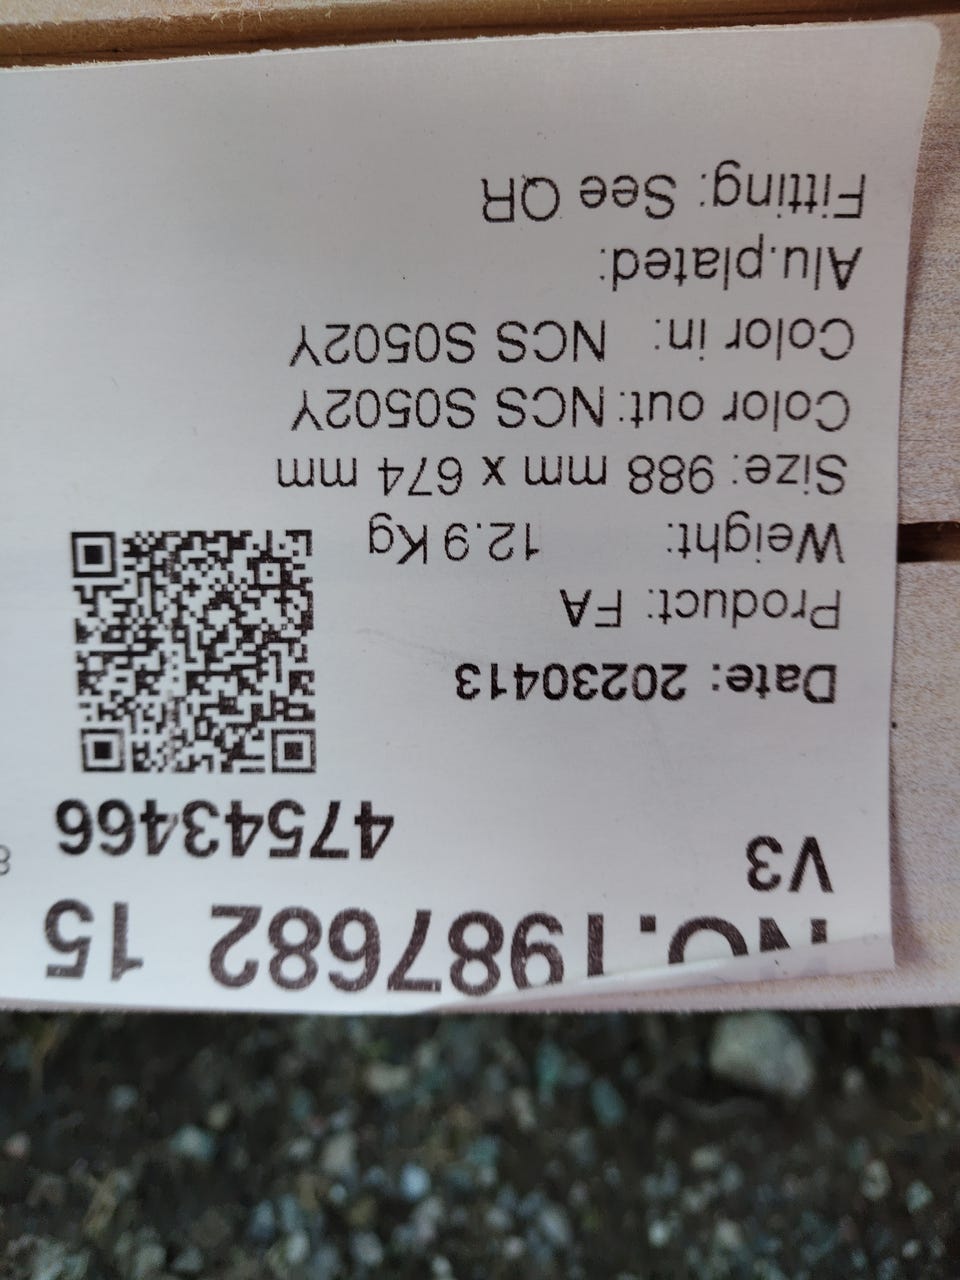 NO.1987682 15
V3
47543466
8
Date: 20230413
Product: FA
Weight: 12.9 Kg
Size: 988 mm x 674 mm
Color out: NCS S0502Y
Color in: NCS S0502Y
Alu.plated:
Fitting: See QR